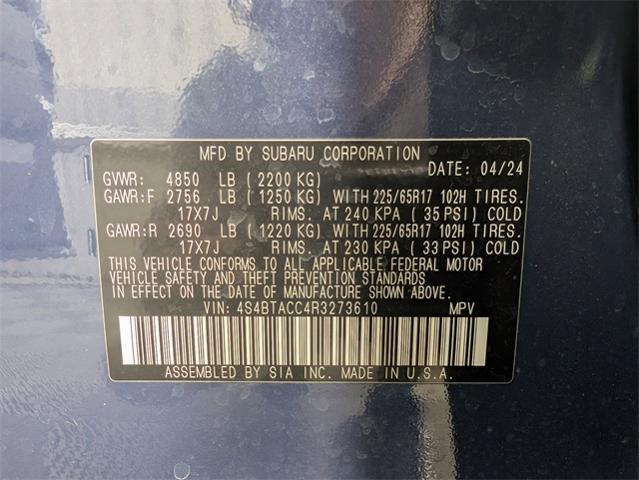 MFD BY SUBARU CORPORATION
DATE: 04/24
GVWR: 4850 LB (2200 KG)
GAWR:F 2756 LB (1250 KG) WITH 225/65R17 102H TIRES.
17X7J RIMS. AT 240 KPA (35 PSI) COLD
GAWR:R 2690 LB (1220 KG) WITH 225/65R17 102H TIRES.
17X7J RIMS. AT 230 KPA (33 PSI) COLD
THIS VEHICLE CONFORMS TO ALL APPLICABLE FEDERAL MOTOR
VEHICLE SAFETY AND THEFT PREVENTION STANDARDS
IN EFFECT ON THE DATE OF MANUFACTURE SHOWN ABOVE.
VIN: 4S4BTACC4R3273610 MPV
ASSEMBLED BY SIA INC. MADE IN U.S.A.